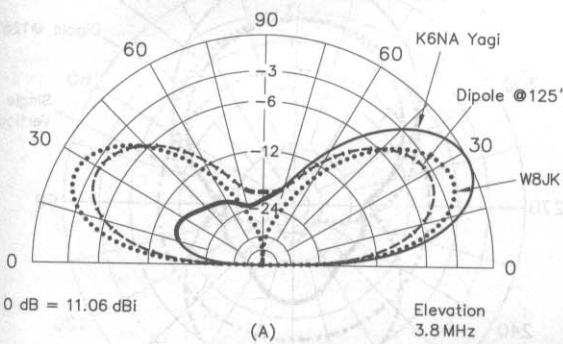 90
60
60
K6NA Yagi
-3
Dipole @125'
-6
30
-12
30
W8JK
-24
0
0
0 dB = 11.06 dBi
Elevation
3.8 MHz
(A)